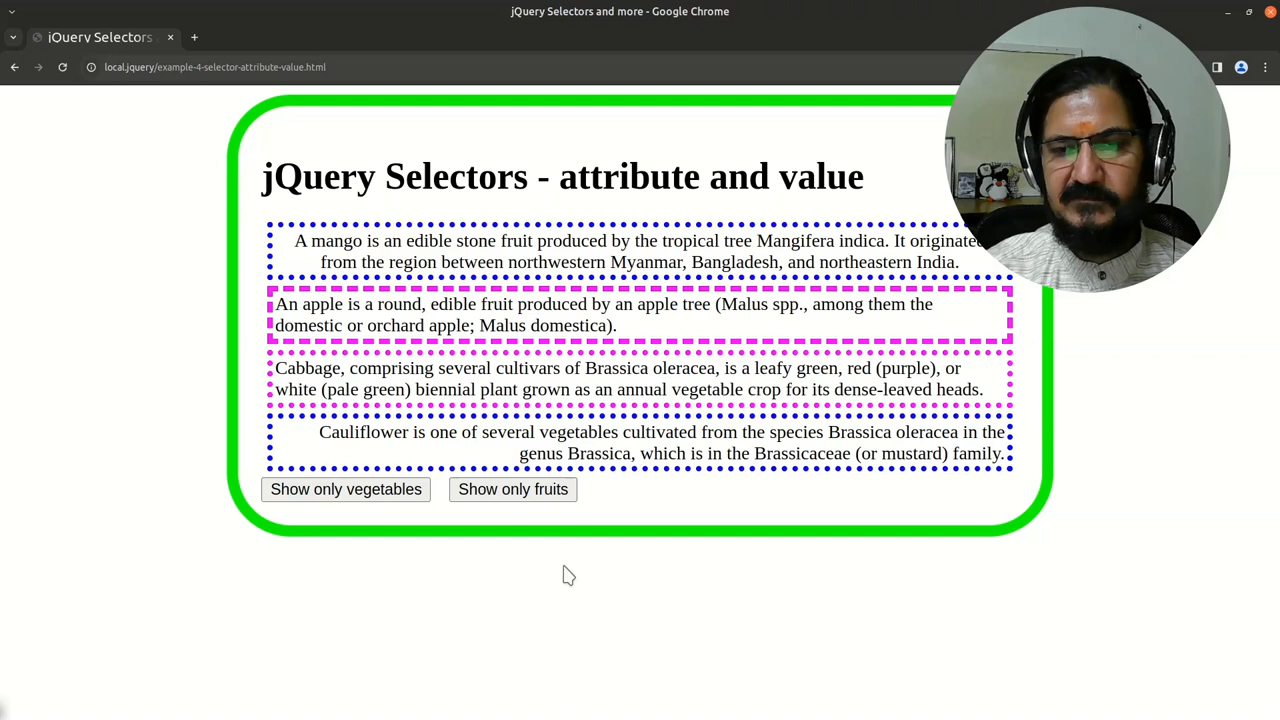 jQuery Selectors and more - Google Chrome
jQuery Selectors
local.jquery/example-4-selector-attribute-value.html
jQuery Selectors - attribute and value
A mango is an edible stone fruit produced by the tropical tree Mangifera indica. It originated
from the region between northwestern Myanmar, Bangladesh, and northeastern India.
An apple is a round, edible fruit produced by an apple tree (Malus spp., among them the
domestic or orchard apple; Malus domestica).
Cabbage, comprising several cultivars of Brassica oleracea, is a leafy green, red (purple), or
white (pale green) biennial plant grown as an annual vegetable crop for its dense-leaved heads.
Cauliflower is one of several vegetables cultivated from the species Brassica oleracea in the
genus Brassica, which is in the Brassicaceae (or mustard) family.
Show only vegetables Show only fruits